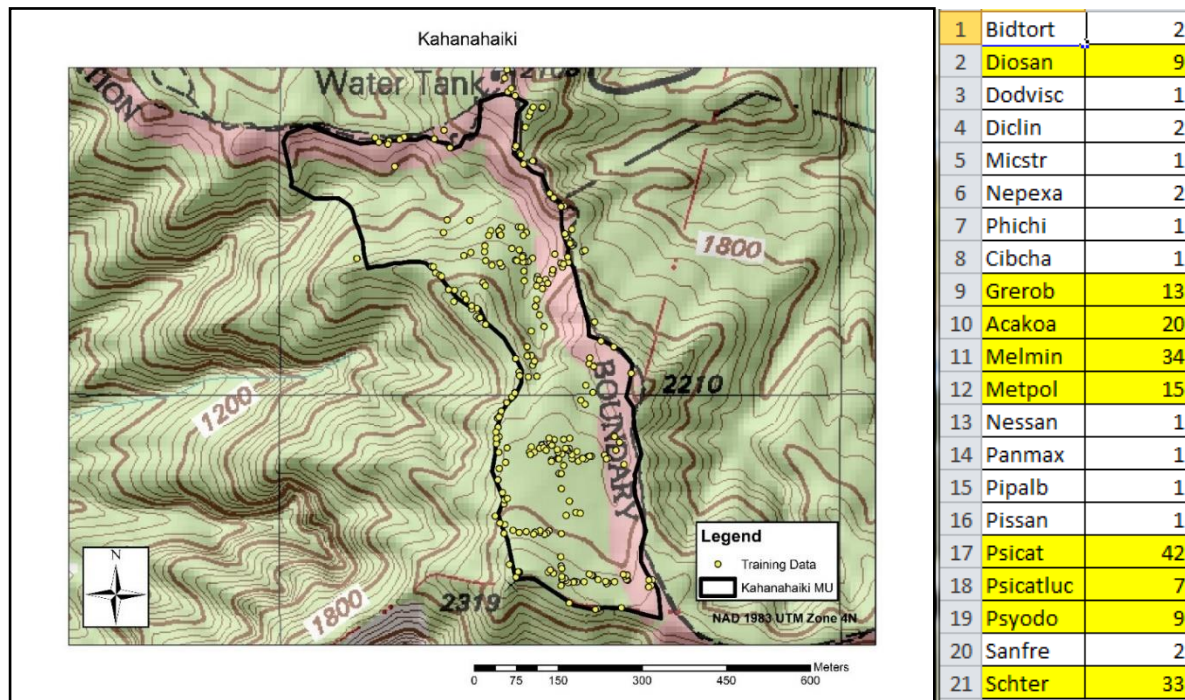 Kahanahaiki
Water Tank
BOUNDARY
1800
2210
1200
2319
1800
N
Legend
Training Data
Kahanahaiki MU
NAD 1983 UTM Zone 4N
Meters
0 75 150 300 450 600
1 Bidtort 2
2 Diosan 9
3 Dodvisc 1
4 Diclin 2
5 Micstr 1
6 Nepexa 2
7 Phichi 1
8 Cibcha 1
9 Grerob 13
10 Acakoa 20
11 Melmin 34
12 Metpol 15
13 Nessan 1
14 Panmax 1
15 Pipalb 1
16 Pissan 1
17 Psicat 42
18 Psicatluc 7
19 Psyodo 9
20 Sanfre 2
21 Schter 33